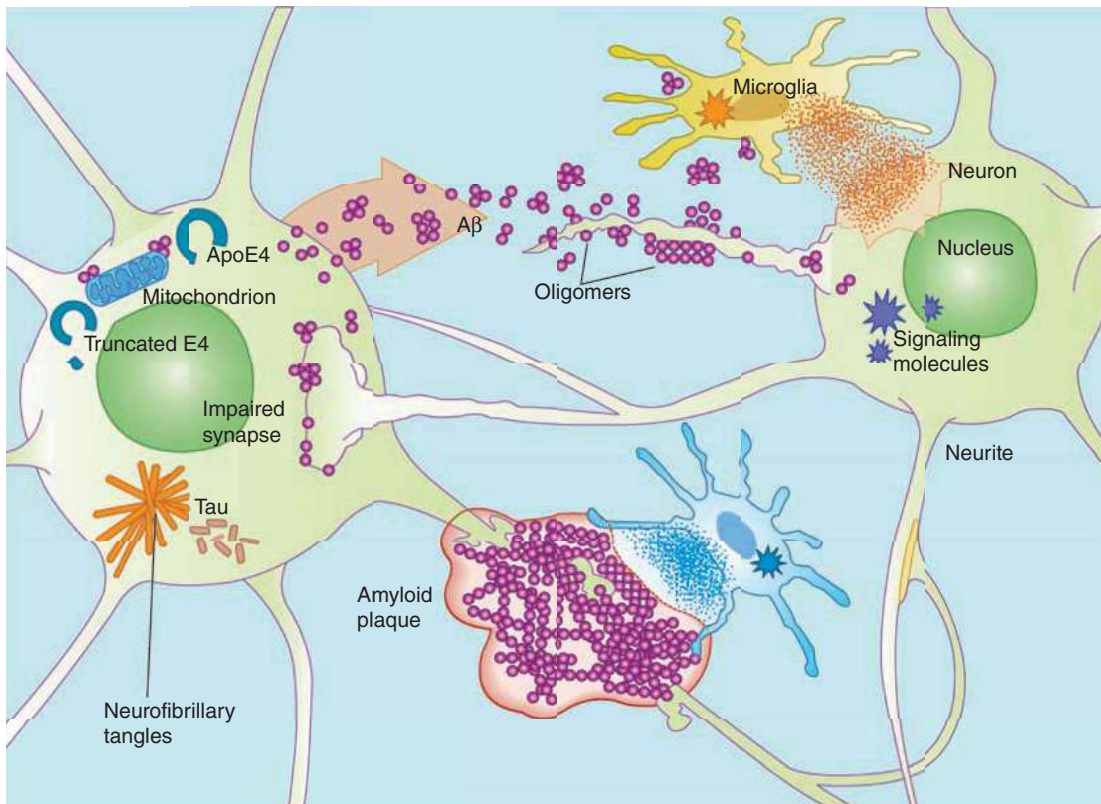 Microglia
Neuron
Aβ
ApoE4
Nucleus
Mitochondrion
Oligomers
Truncated E4
Signaling
molecules
Impaired
synapse
Neurite
Tau
Amyloid
plaque
Neurofibrillary
tangles